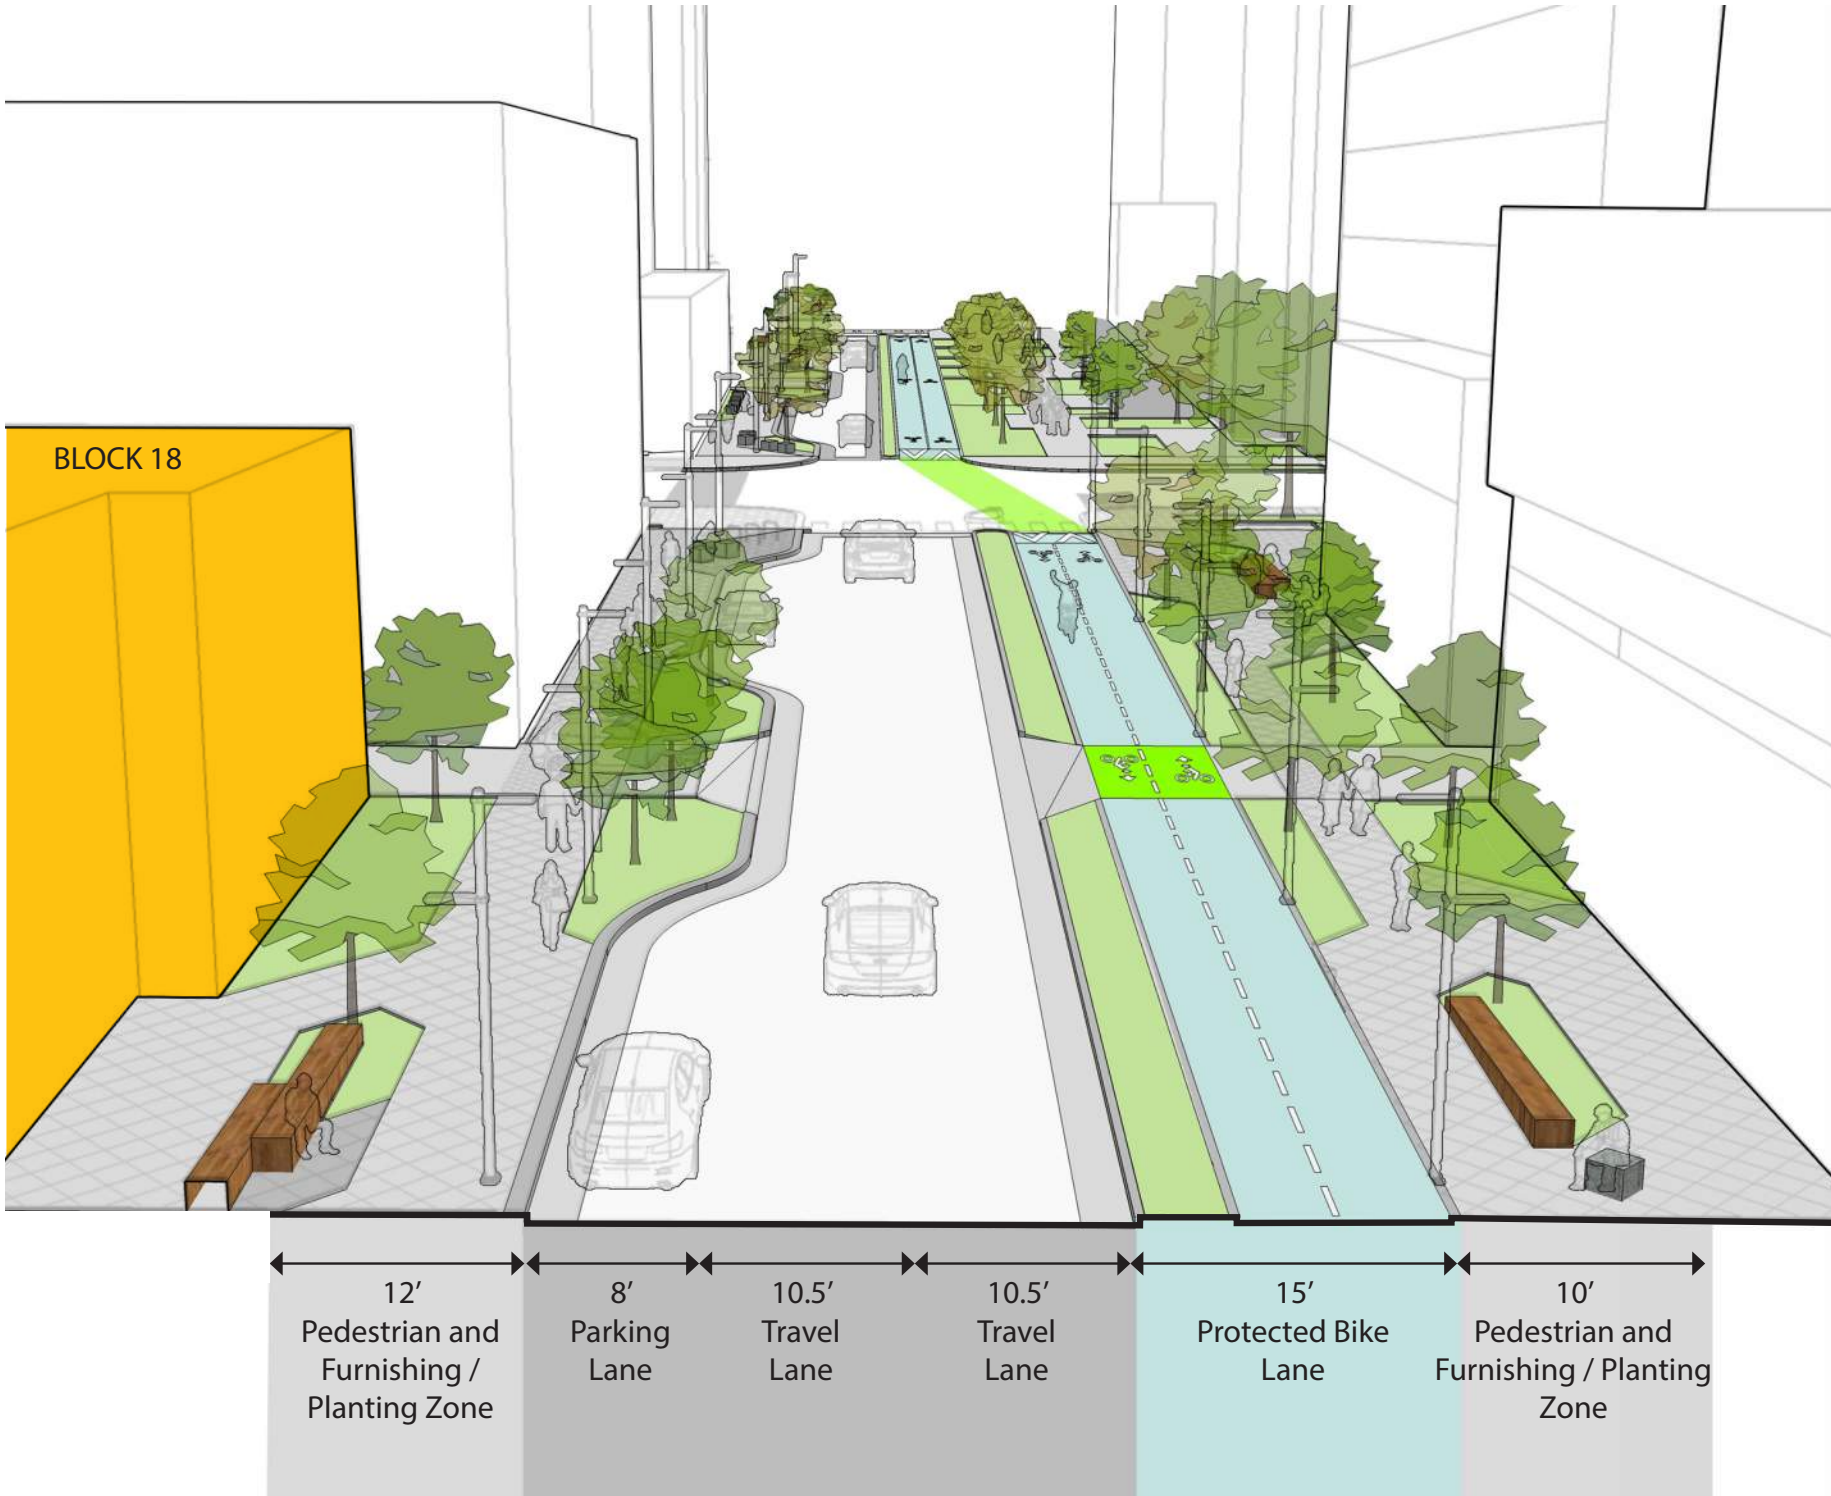 BLOCK 18
12’
Pedestrian and
Furnishing /
Planting Zone
8’
Parking
Lane
10.5’
Travel
Lane
10.5’
Travel
Lane
15’
Protected Bike
Lane
10’
Pedestrian and
Furnishing / Planting
Zone